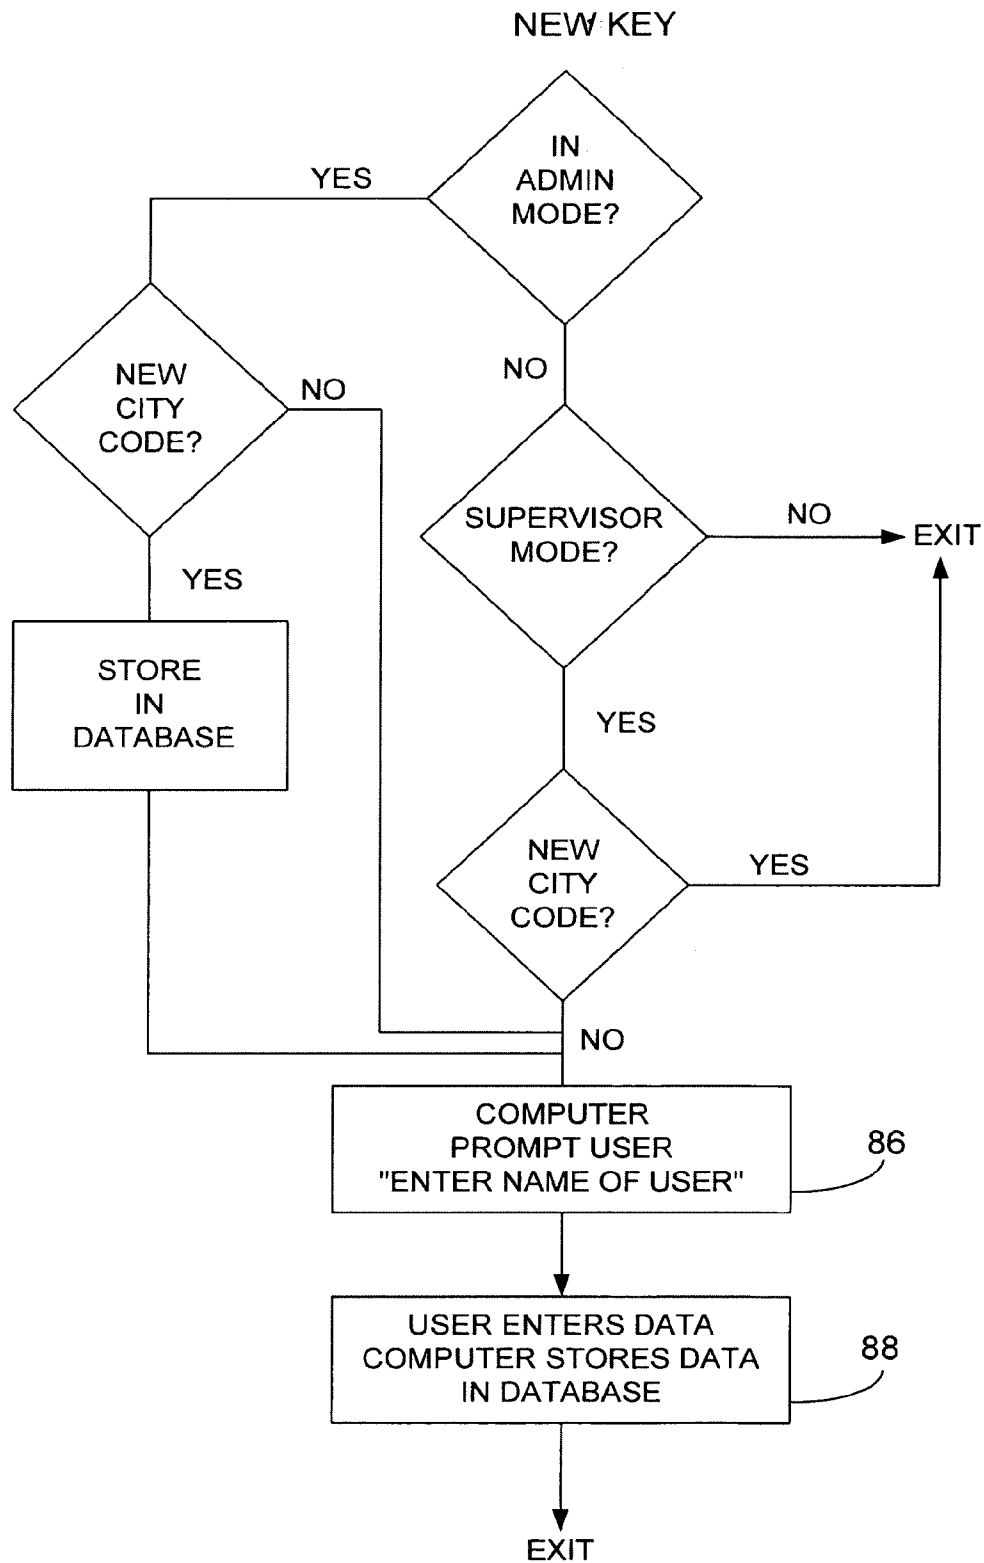 NEW KEY
IN
ADMIN
MODE?
YES
NO
NEW
CITY
CODE?
NO
YES
SUPERVISOR
MODE?
NO
EXIT
STORE
IN
DATABASE
YES
NEW
CITY
CODE?
YES
NO
COMPUTER
PROMPT USER
"ENTER NAME OF USER"
86
USER ENTERS DATA
COMPUTER STORES DATA
IN DATABASE
88
EXIT